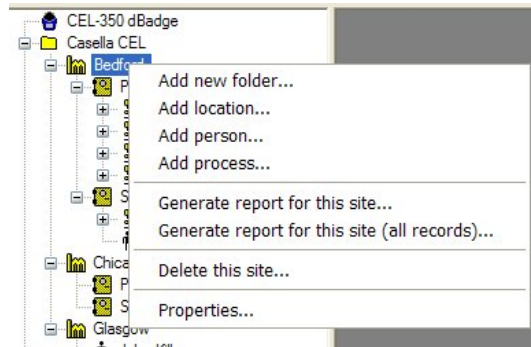 CEL-350 dBadge
Casella CEL
Bedford
Add new folder...
Add location...
Add person...
Add process...
Generate report for this site...
Generate report for this site (all records)...
Delete this site...
Properties...
P
S
Chica
P
S
Glasgow